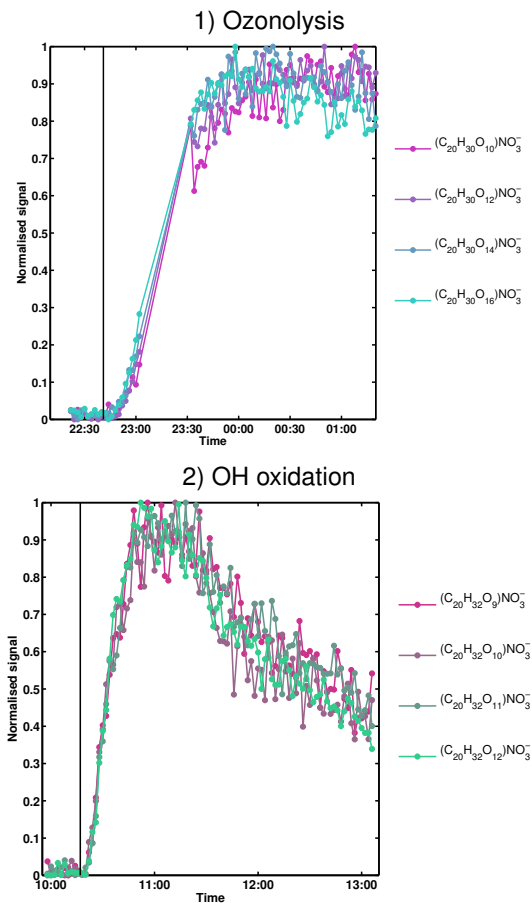 1) Ozonolysis
Normalised signal
1
0.9
0.8
0.7
0.6
0.5
0.4
0.3
0.2
0.1
0
22:30 23:00 23:30 00:00 00:30 01:00
Time
(C20H30O10)NO3−
(C20H30O12)NO3−
(C20H30O14)NO3−
(C20H30O16)NO3−
2) OH oxidation
Normalised signal
1
0.9
0.8
0.7
0.6
0.5
0.4
0.3
0.2
0.1
0
10:00 11:00 12:00 13:00
Time
(C20H32O9)NO3−
(C20H32O10)NO3−
(C20H32O11)NO3−
(C20H32O12)NO3−